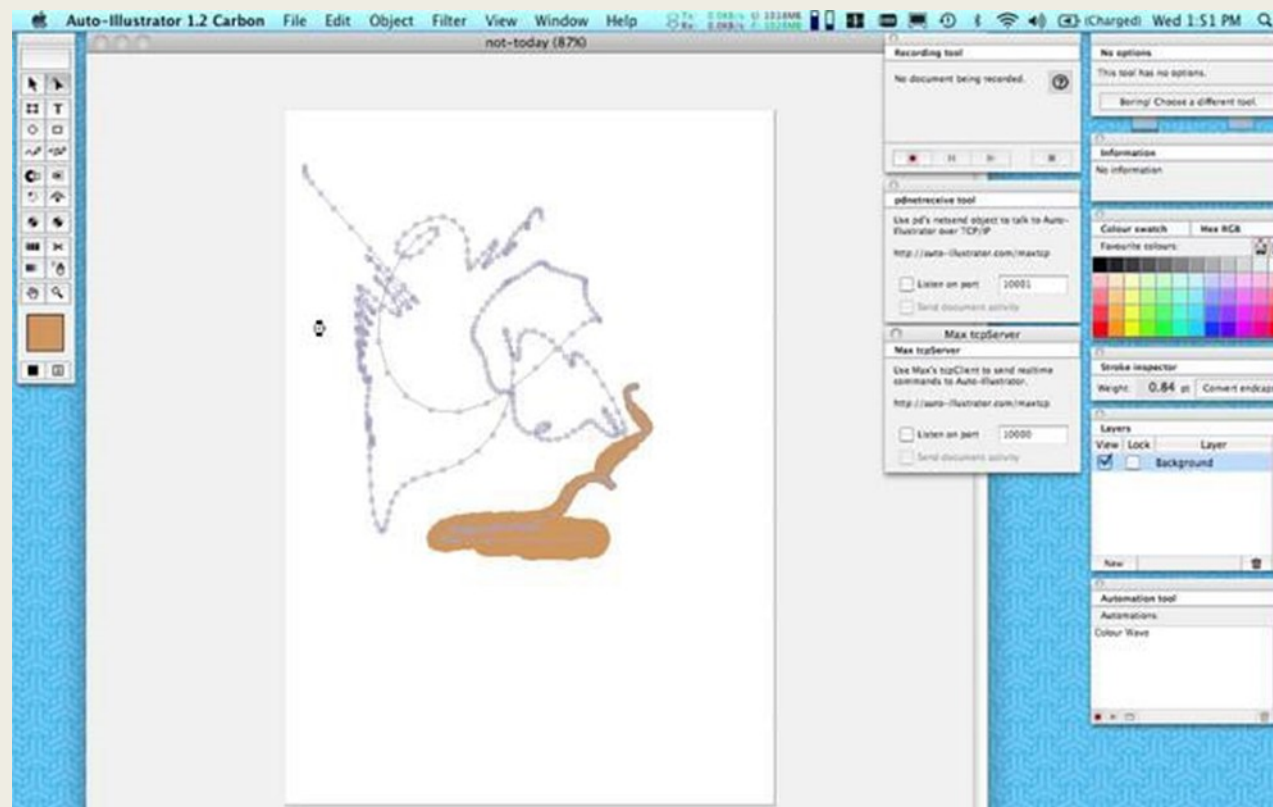 Auto-Illustrator 1.2 Carbon File Edit Object Filter View Window Help (Charged) Wed 1:51 PM
not-today (87%)
T
Recording tool
No document being recorded.
?
pdnetreceive tool
Use pd's netsend object to talk to Auto-
Illustrator over TCP/IP
http://auto-illustrator.com/maxtcp
Listen on port 10001
Send document activity
Max tcpServer
Max tcpServer
Use Max's tcpClient to send realtime
commands to Auto-Illustrator.
http://auto-illustrator.com/maxtcp
Listen on port 10000
Send document activity
No options
This tool has no options.
Boring! Choose a different tool.
Information
No information
Colour swatch Hex RGB
Favourite colours:
Stroke inspector
Weight: 0.84 pt Convert endcaps
Layers
View Lock Layer
Background
New
Automation tool
Automations
Colour Wave